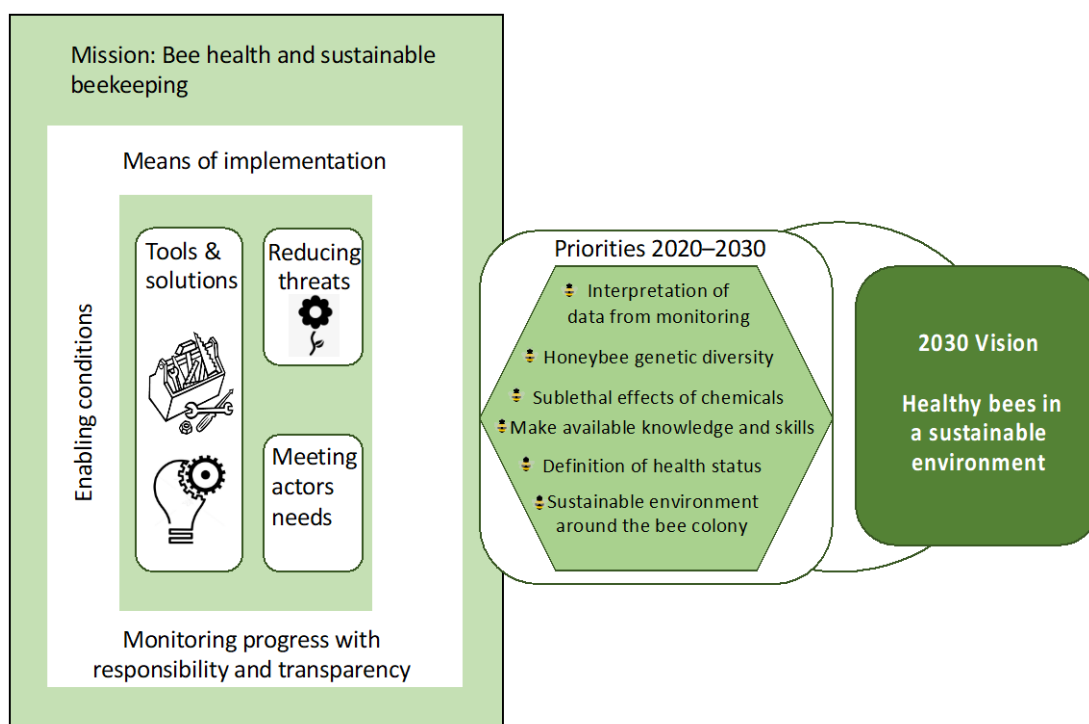 Mission: Bee health and sustainable
beekeeping
Means of implementation
Enabling conditions
Tools &
solutions
Reducing
threats
Meeting
actors
needs
Monitoring progress with
responsibility and transparency
Priorities 2020–2030
Interpretation of
data from monitoring
Honeybee genetic diversity
Sublethal effects of chemicals
Make available knowledge and skills
Definition of health status
Sustainable environment
around the bee colony
2030 Vision
Healthy bees in
a sustainable
environment